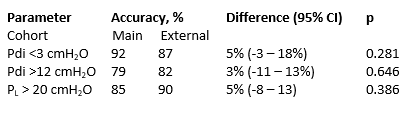 Parameter Accuracy, % Difference (95% CI) p
Cohort Main External
Pdi <3 cmH₂O 92 87 5% (-3 – 18%) 0.281
Pdi >12 cmH₂O 79 82 3% (-11 – 13%) 0.646
P_L > 20 cmH₂O 85 90 5% (-8 – 13) 0.386